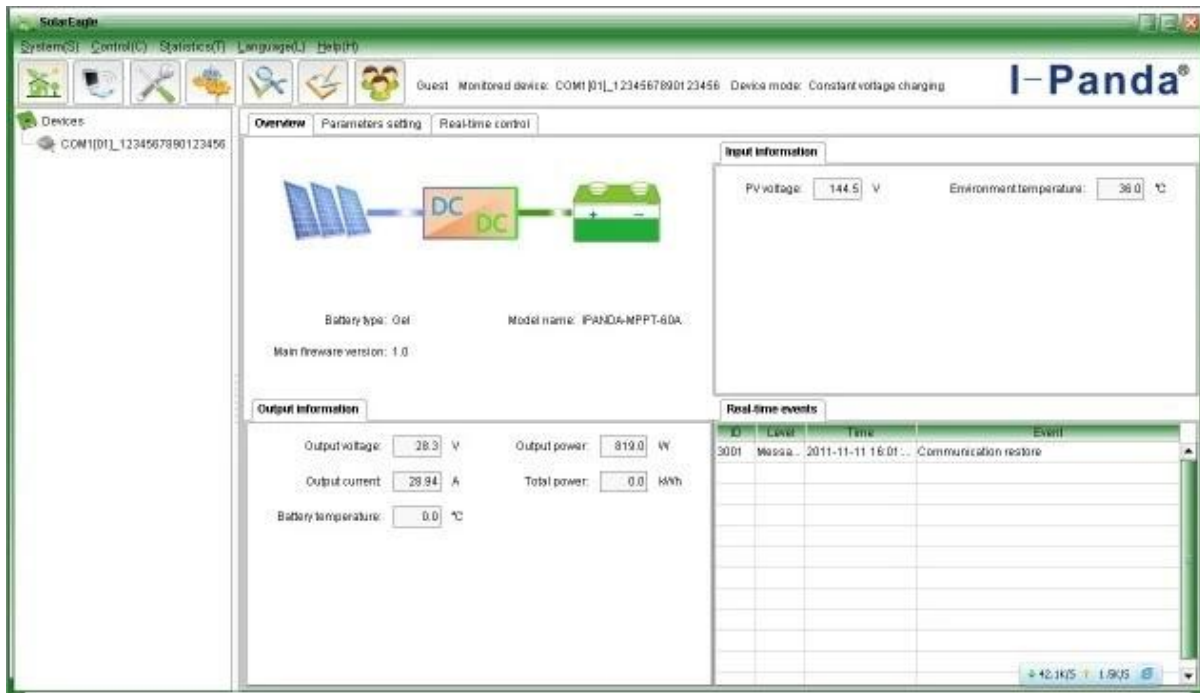 SolarEagle
System(S) Control(C) Statistics(T) Language(L) Help(H)
Guest Monitored device: COM1[01]_1234567890123456 Device mode: Constant voltage charging
I-Panda®
Devices
COM1[01]_1234567890123456
Overview Parameters setting Real-time control
DC
DC
+ −
Battery type: Gel Model name: IPANDA-MPPT-60A
Main fireware version: 1.0
Input information
PV voltage: 144.5 V Environment temperature: 36.0 ℃
Output information
Output voltage: 28.3 V Output power: 819.0 W
Output current: 28.94 A Total power: 0.0 kWh
Battery temperature: 0.0 ℃
Real-time events
ID Level Time Event
3001 Messa... 2011-11-11 16:01:... Communication restore
42.1K/S 1.5K/S